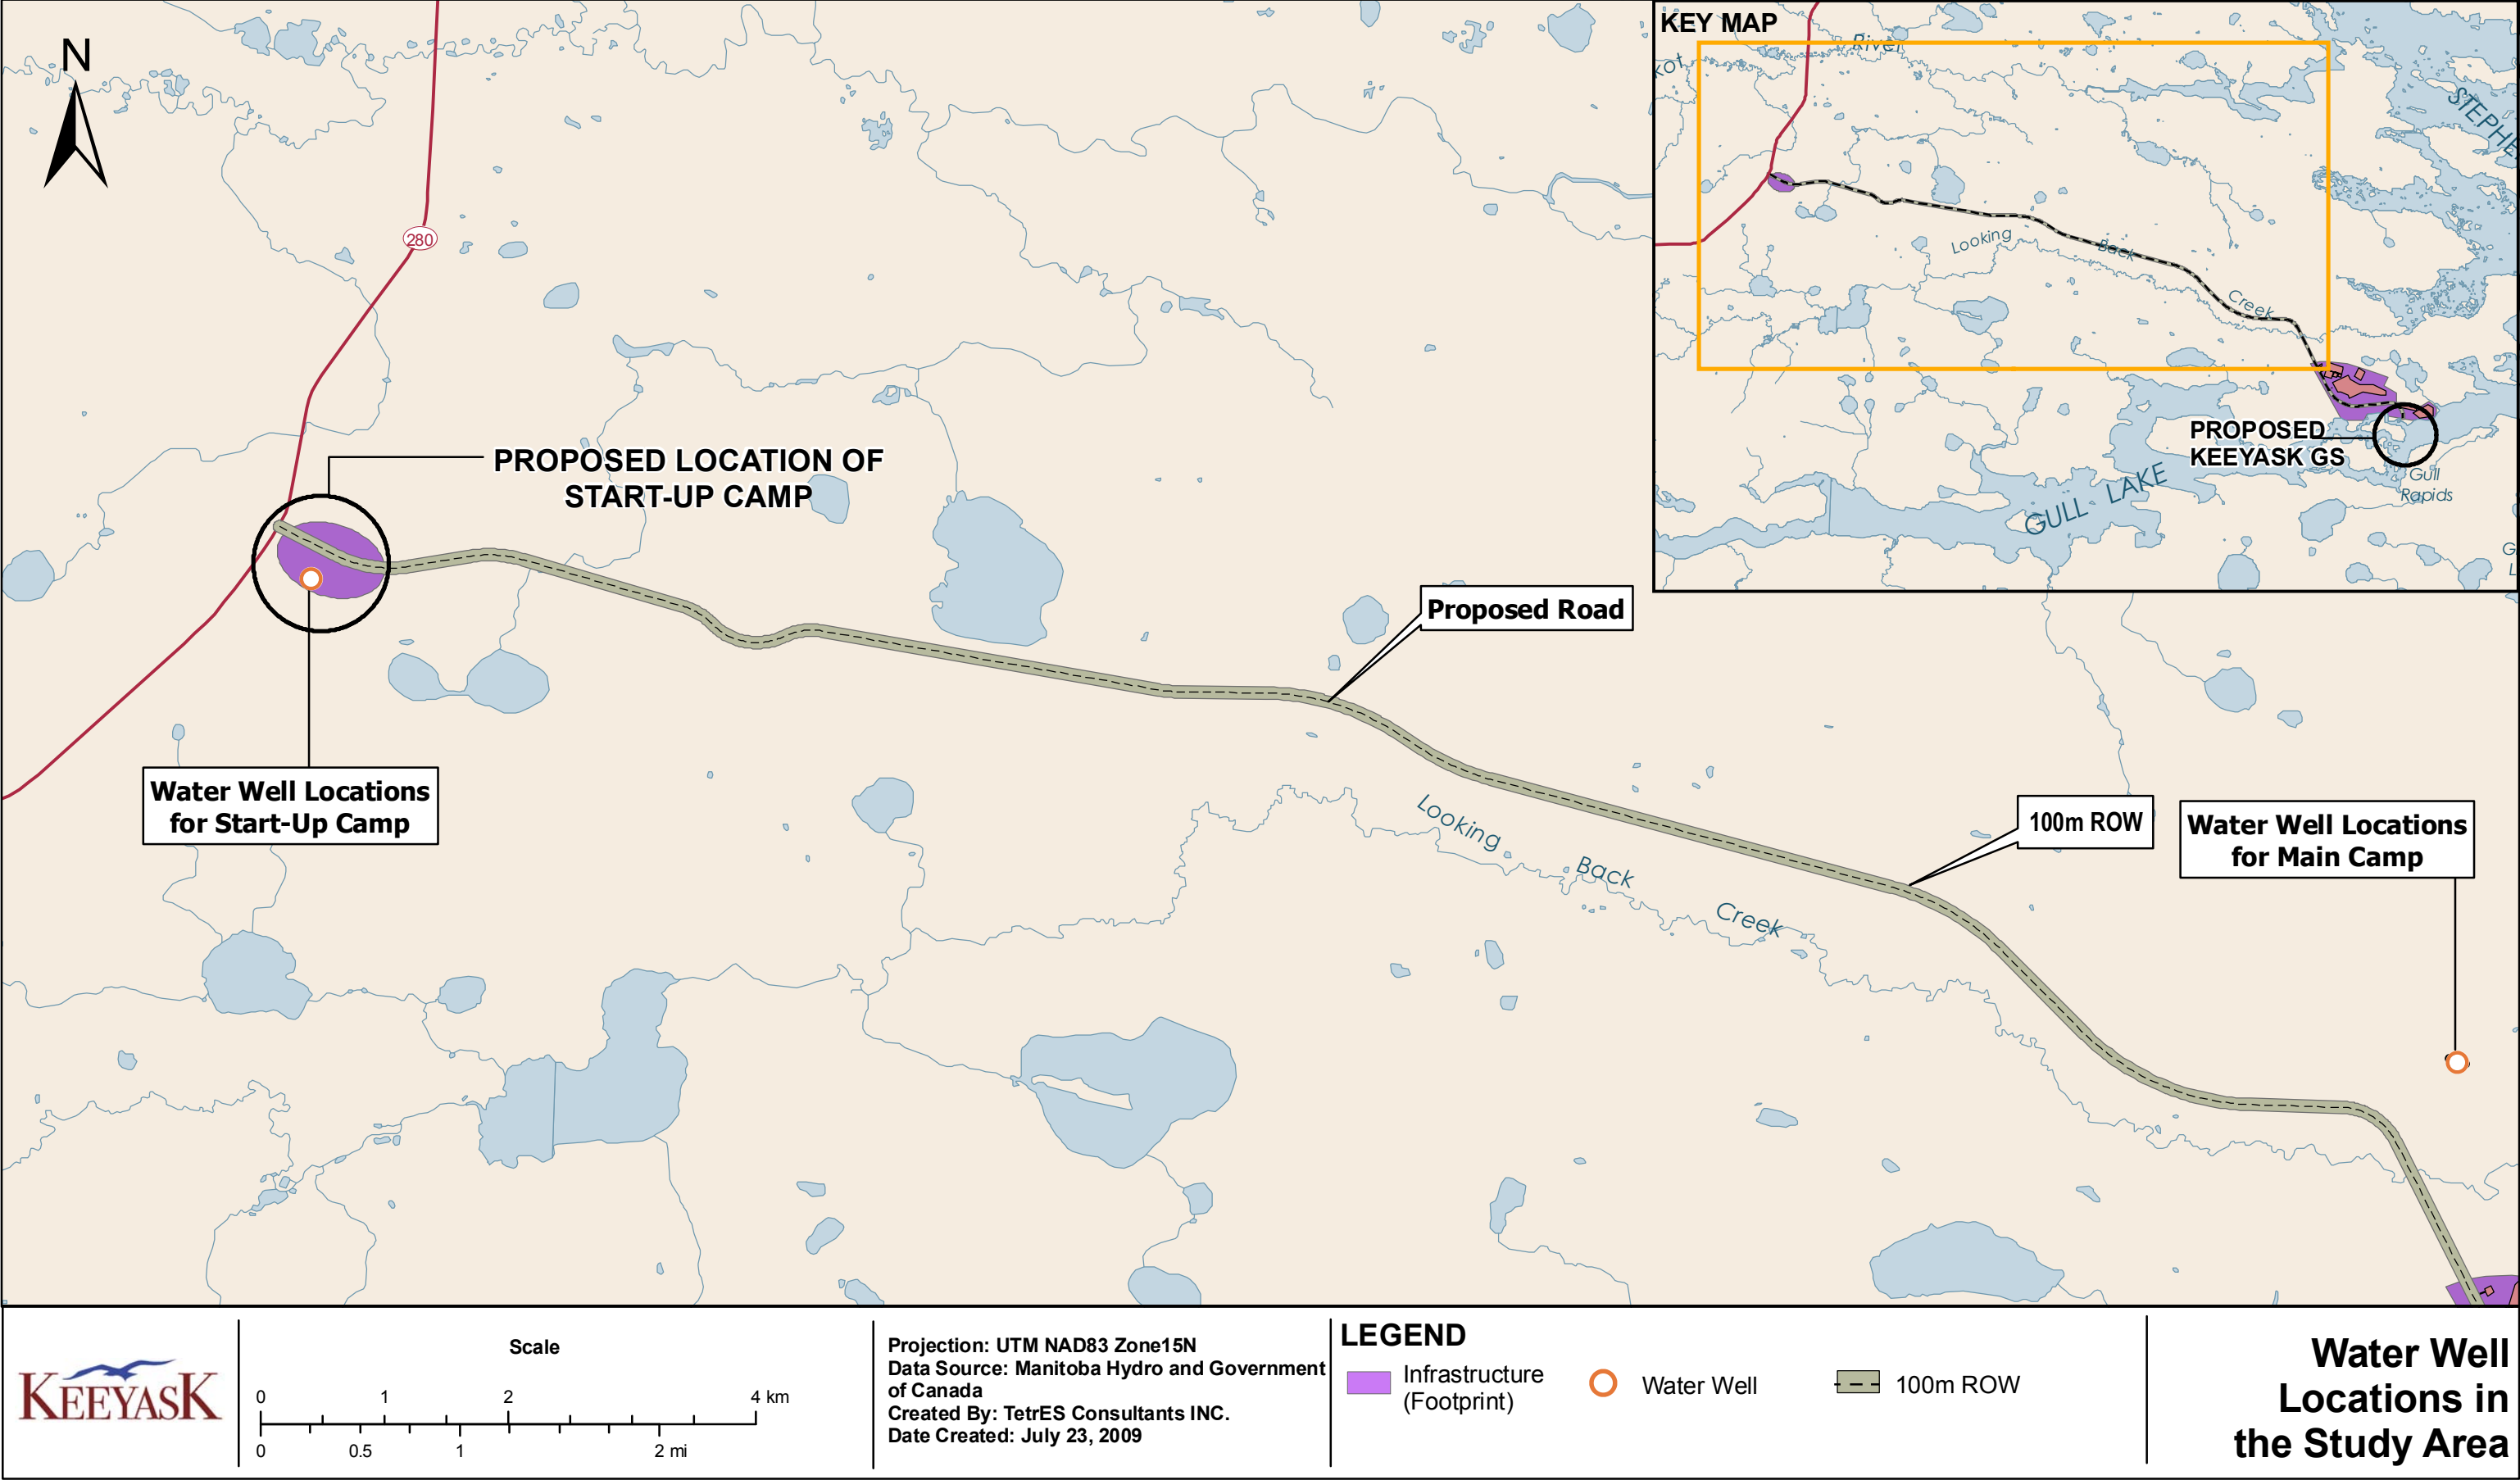 N
280
PROPOSED LOCATION OF
START-UP CAMP
Water Well Locations
for Start-Up Camp
Proposed Road
100m ROW
Water Well Locations
for Main Camp
Looking
Back
Creek
KEY MAP
River
Looking
Back
Creek
PROPOSED
KEEYASK GS
GULL LAKE
Gull
Rapids
KEEYASK
Scale
0 1 2 4 km
0 0.5 1 2 mi
Projection: UTM NAD83 Zone15N
Data Source: Manitoba Hydro and Government
of Canada
Created By: TetrES Consultants INC.
Date Created: July 23, 2009
LEGEND
Infrastructure
(Footprint)
Water Well
100m ROW
Water Well
Locations in
the Study Area